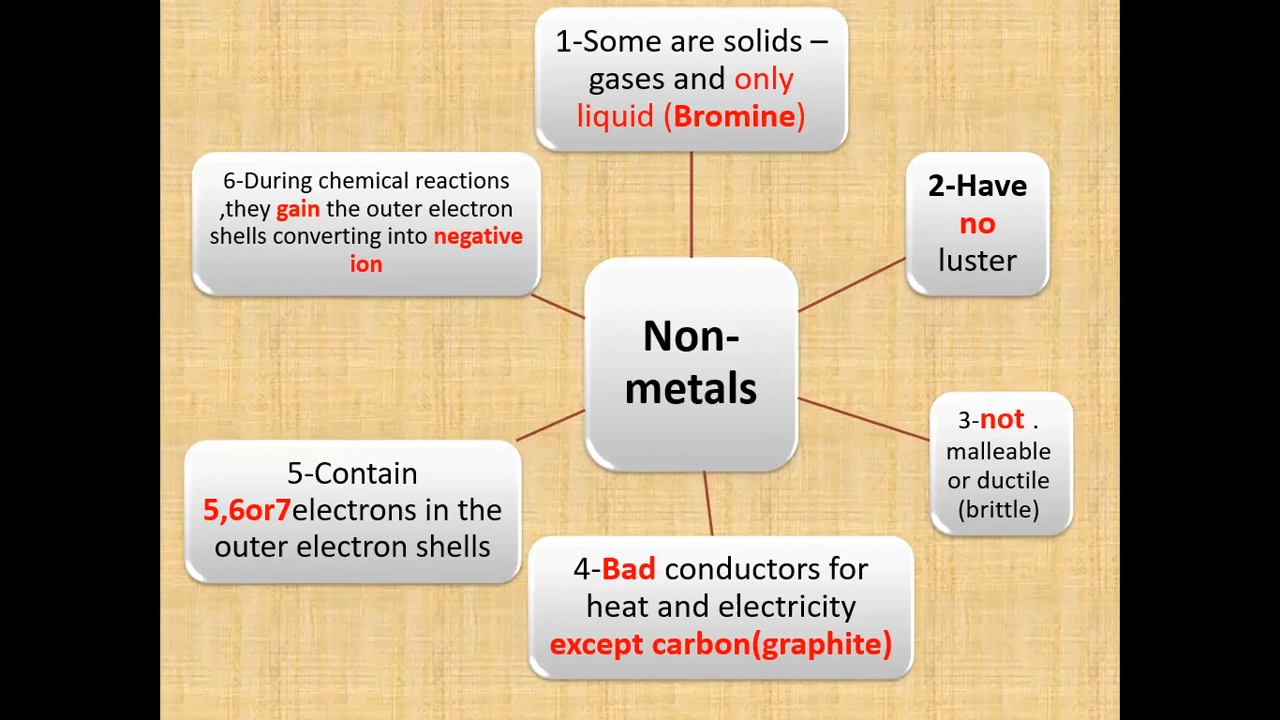 1-Some are solids –
gases and only
liquid (Bromine)
2-Have
no
luster
3-not .
malleable
or ductile
(brittle)
4-Bad conductors for
heat and electricity
except carbon(graphite)
5-Contain
5,6or7electrons in the
outer electron shells
6-During chemical reactions
,they gain the outer electron
shells converting into negative
ion
Non-
metals